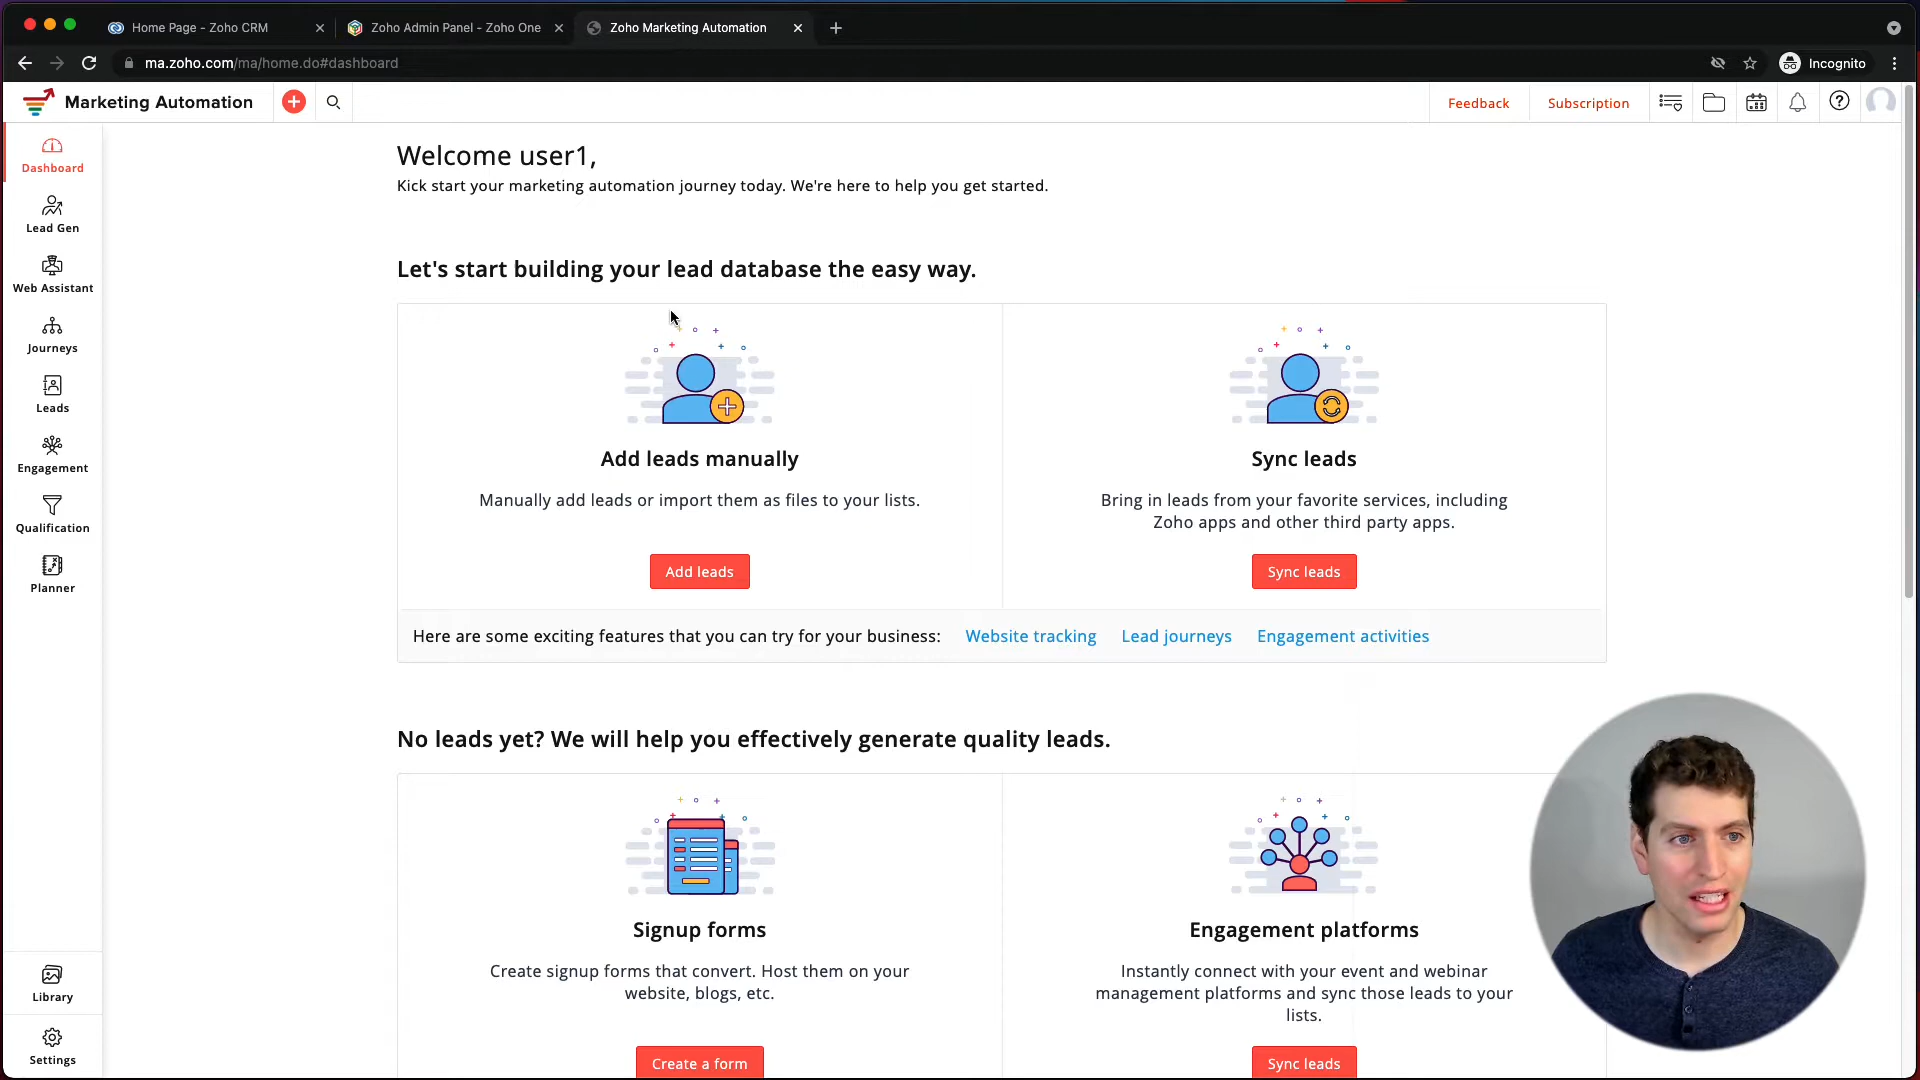 Home Page - Zoho CRM
Zoho Admin Panel - Zoho One
Zoho Marketing Automation
ma.zoho.com/ma/home.do#dashboard
Incognito
Marketing Automation
Feedback
Subscription
Dashboard
Lead Gen
Web Assistant
Journeys
Leads
Engagement
Qualification
Planner
Library
Settings
Welcome user1,
Kick start your marketing automation journey today. We're here to help you get started.
Let's start building your lead database the easy way.
Add leads manually
Manually add leads or import them as files to your lists.
Add leads
Sync leads
Bring in leads from your favorite services, including
Zoho apps and other third party apps.
Sync leads
Here are some exciting features that you can try for your business: Website tracking Lead journeys Engagement activities
No leads yet? We will help you effectively generate quality leads.
Signup forms
Create signup forms that convert. Host them on your
website, blogs, etc.
Create a form
Engagement platforms
Instantly connect with your event and webinar
management platforms and sync those leads to your
lists.
Sync leads